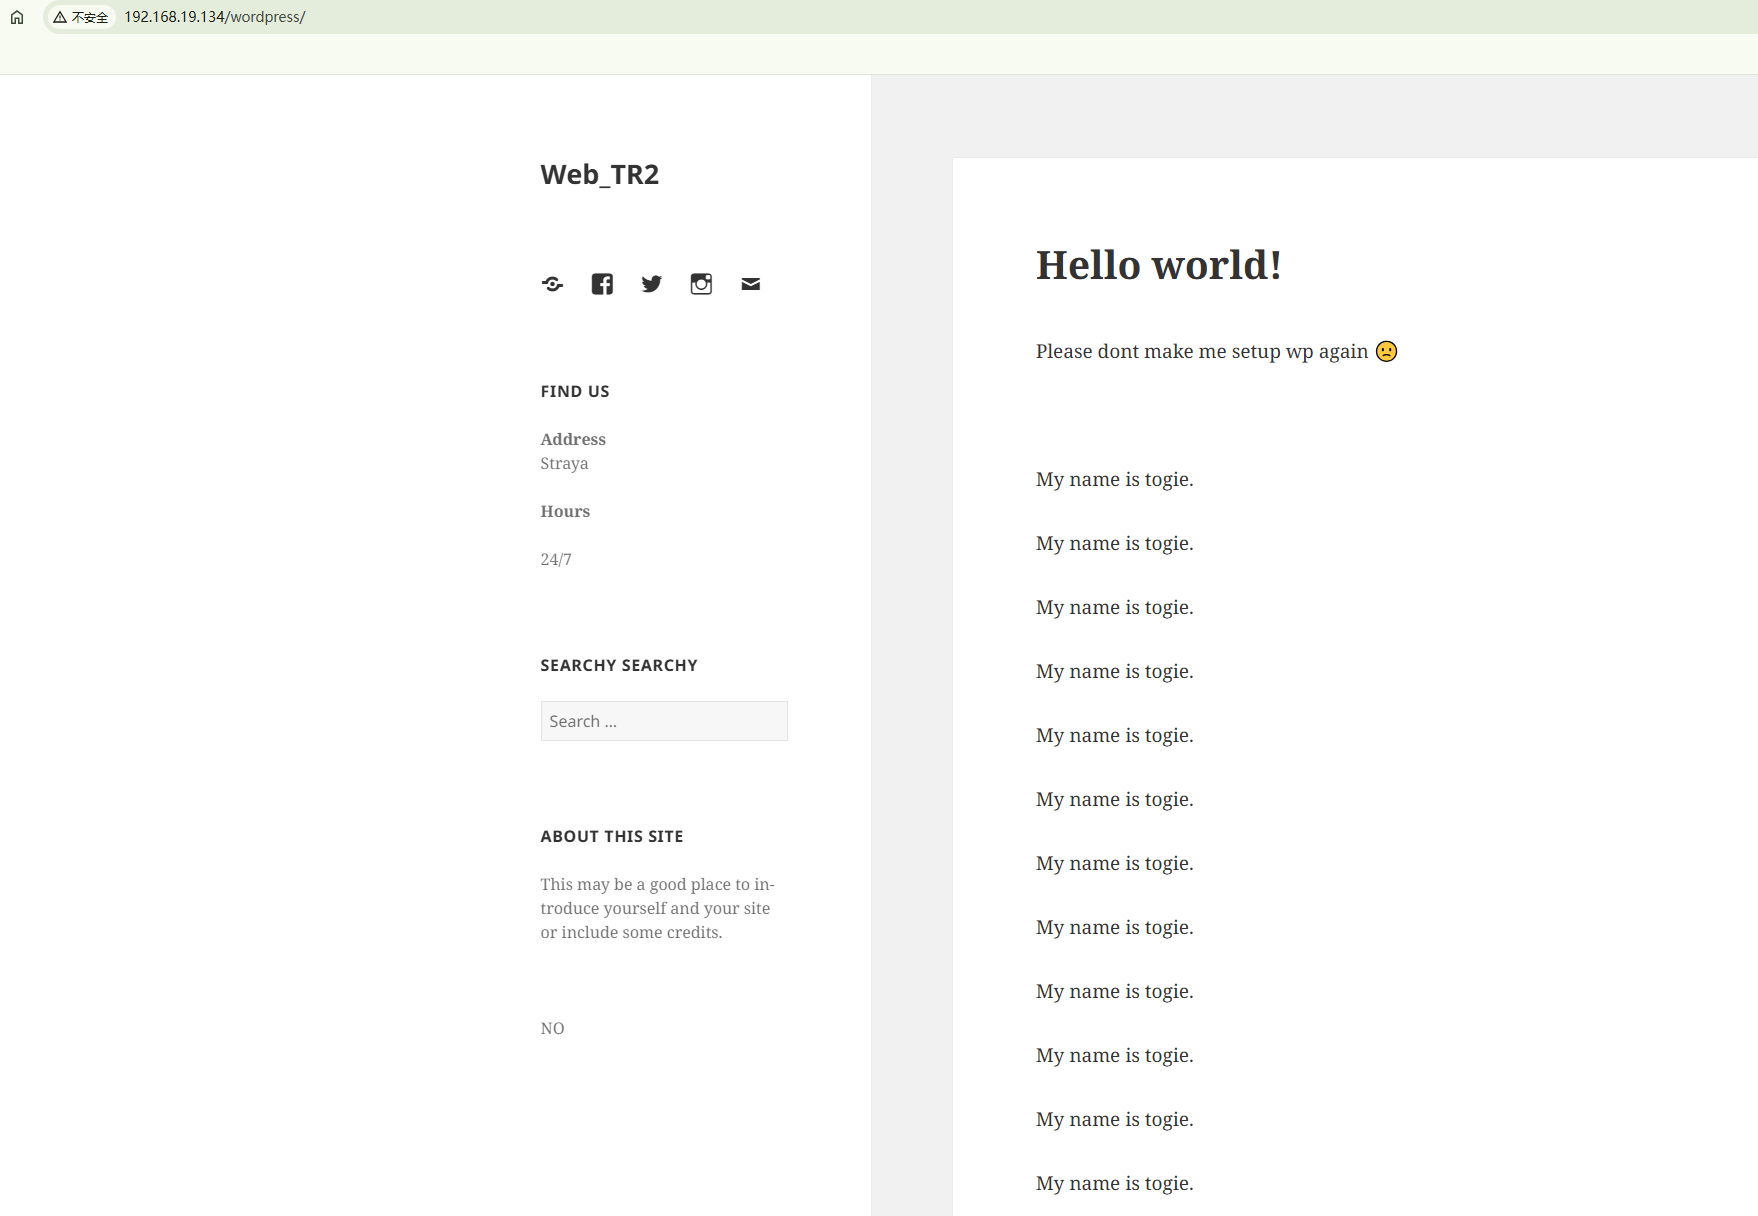 不安全 192.168.19.134/wordpress/
Web_TR2
FIND US
Address
Straya
Hours
24/7
SEARCHY SEARCHY
Search ...
ABOUT THIS SITE
This may be a good place to in-
troduce yourself and your site
or include some credits.
NO
Hello world!
Please dont make me setup wp again
My name is togie.
My name is togie.
My name is togie.
My name is togie.
My name is togie.
My name is togie.
My name is togie.
My name is togie.
My name is togie.
My name is togie.
My name is togie.
My name is togie.